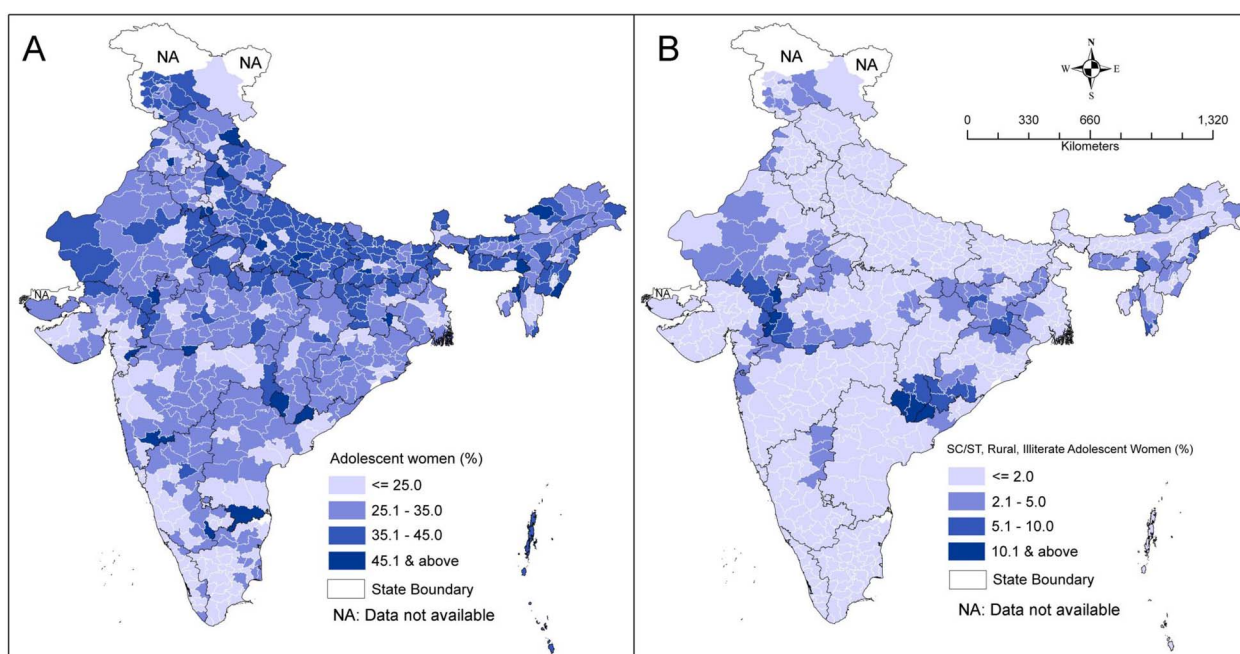 A
NA
NA
NA
Adolescent women (%)
<= 25.0
25.1 - 35.0
35.1 - 45.0
45.1 & above
State Boundary
NA: Data not available
B
NA
NA
NA
N
W
E
S
0 330 660 1,320
Kilometers
SC/ST, Rural, Illiterate Adolescent Women (%)
<= 2.0
2.1 - 5.0
5.1 - 10.0
10.1 & above
State Boundary
NA: Data not available